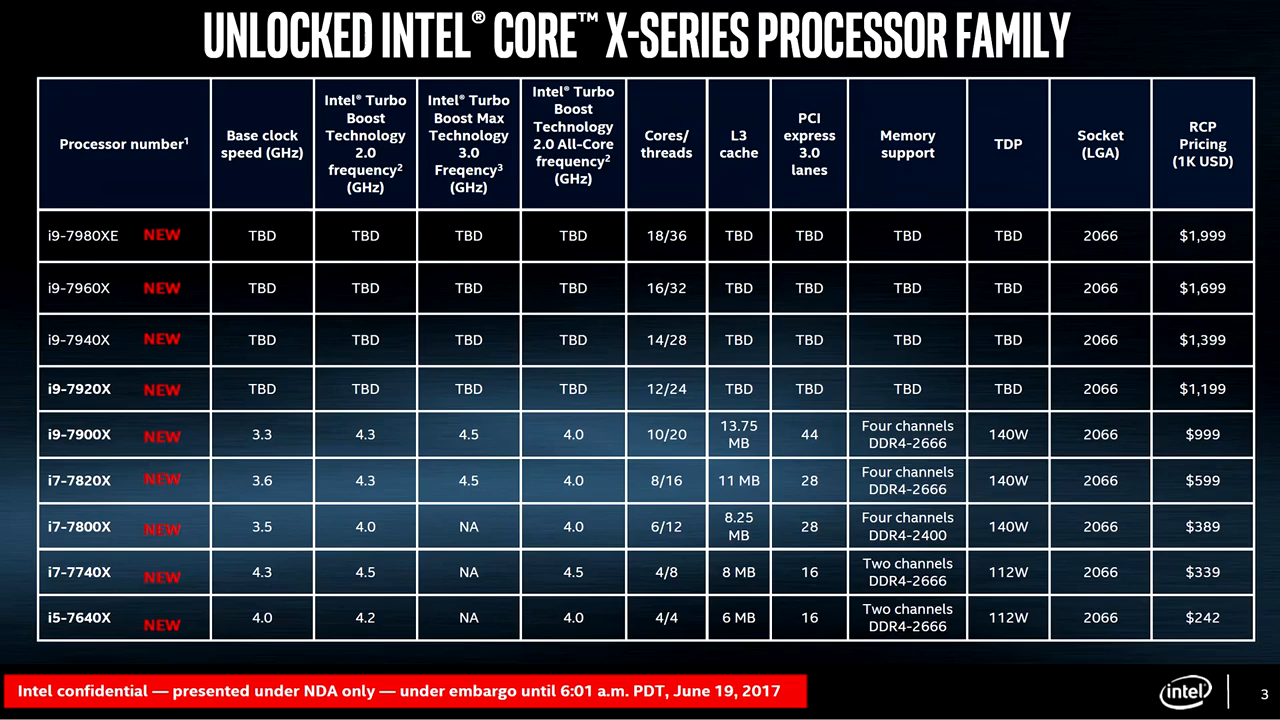 UNLOCKED INTEL® CORE™ X-SERIES PROCESSOR FAMILY
Processor number¹
Base clock
speed (GHz)
Intel® Turbo
Boost
Technology
2.0
frequency²
(GHz)
Intel® Turbo
Boost Max
Technology
3.0
Freqency³
(GHz)
Intel® Turbo
Boost
Technology
2.0 All-Core
frequency²
(GHz)
Cores/
threads
L3
cache
PCI
express
3.0
lanes
Memory
support
TDP
Socket
(LGA)
RCP
Pricing
(1K USD)
i9-7980XE NEW TBD TBD TBD TBD 18/36 TBD TBD TBD TBD 2066 $1,999
i9-7960X NEW TBD TBD TBD TBD 16/32 TBD TBD TBD TBD 2066 $1,699
i9-7940X NEW TBD TBD TBD TBD 14/28 TBD TBD TBD TBD 2066 $1,399
i9-7920X NEW TBD TBD TBD TBD 12/24 TBD TBD TBD TBD 2066 $1,199
i9-7900X NEW 3.3 4.3 4.5 4.0 10/20 13.75
MB 44 Four channels
DDR4-2666 140W 2066 $999
i7-7820X NEW 3.6 4.3 4.5 4.0 8/16 11 MB 28 Four channels
DDR4-2666 140W 2066 $599
i7-7800X NEW 3.5 4.0 NA 4.0 6/12 8.25
MB 28 Four channels
DDR4-2400 140W 2066 $389
i7-7740X NEW 4.3 4.5 NA 4.5 4/8 8 MB 16 Two channels
DDR4-2666 112W 2066 $339
i5-7640X NEW 4.0 4.2 NA 4.0 4/4 6 MB 16 Two channels
DDR4-2666 112W 2066 $242
Intel confidential — presented under NDA only — under embargo until 6:01 a.m. PDT, June 19, 2017
intel
3